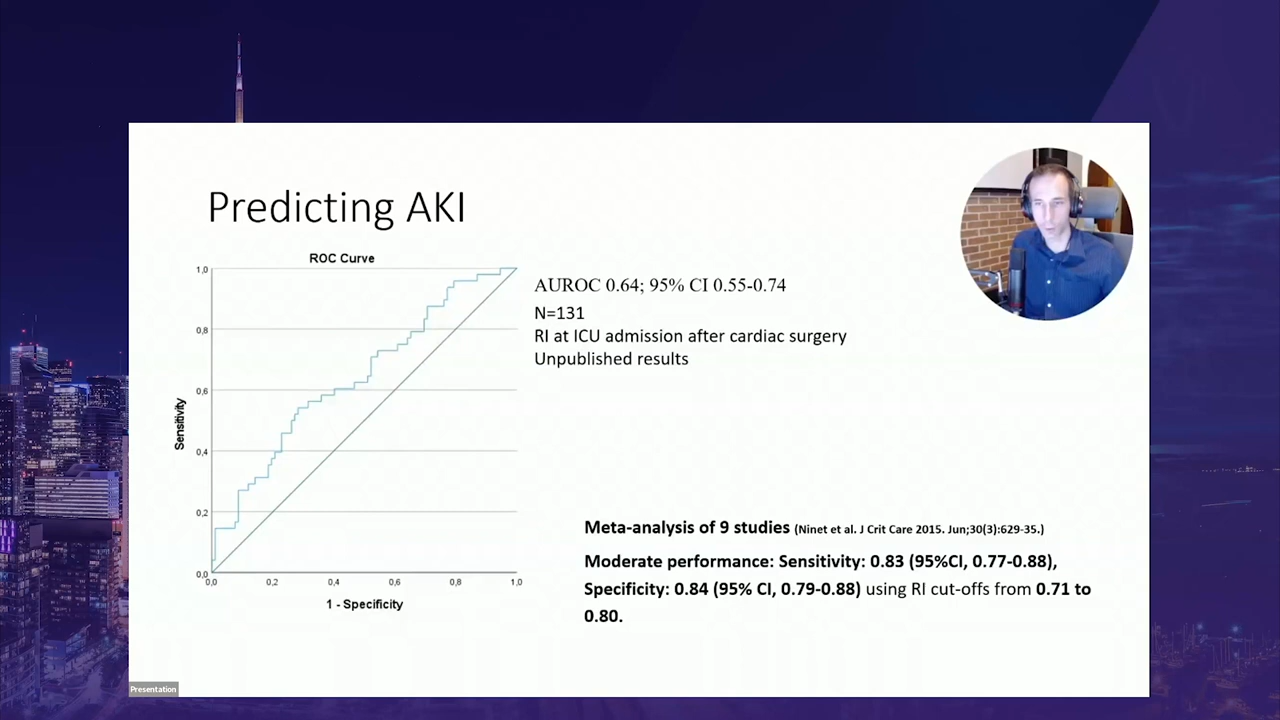 Predicting AKI
ROC Curve
1,0
0,8
0,6
0,4
0,2
0,0
Sensitivity
0,0 0,2 0,4 0,6 0,8 1,0
1 - Specificity
AUROC 0.64; 95% CI 0.55-0.74
N=131
RI at ICU admission after cardiac surgery
Unpublished results
Meta-analysis of 9 studies (Ninet et al. J Crit Care 2015. Jun;30(3):629-35.)
Moderate performance: Sensitivity: 0.83 (95%CI, 0.77-0.88),
Specificity: 0.84 (95% CI, 0.79-0.88) using RI cut-offs from 0.71 to
0.80.
Presentation